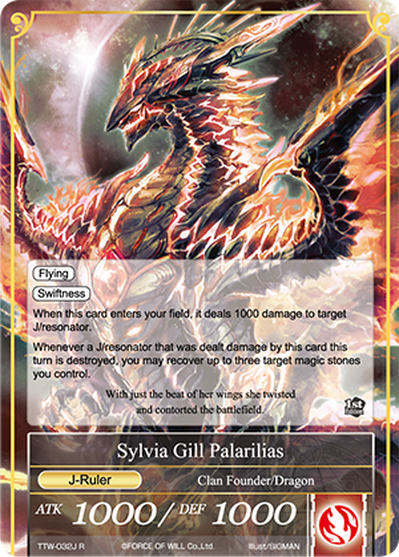 Flying
Swiftness
When this card enters your field, it deals 1000 damage to target
J/resonator.
Whenever a J/resonator that was dealt damage by this card this
turn is destroyed, you may recover up to three target magic stones
you control.
With just the beat of her wings she twisted
and contorted the battlefield.
1st
Edition
Sylvia Gill Palarilias
J-Ruler
Clan Founder/Dragon
ATK 1000 / DEF 1000
TTW-032J R ©FORCE OF WILL Co.,Ltd. Illust/SIGMAN